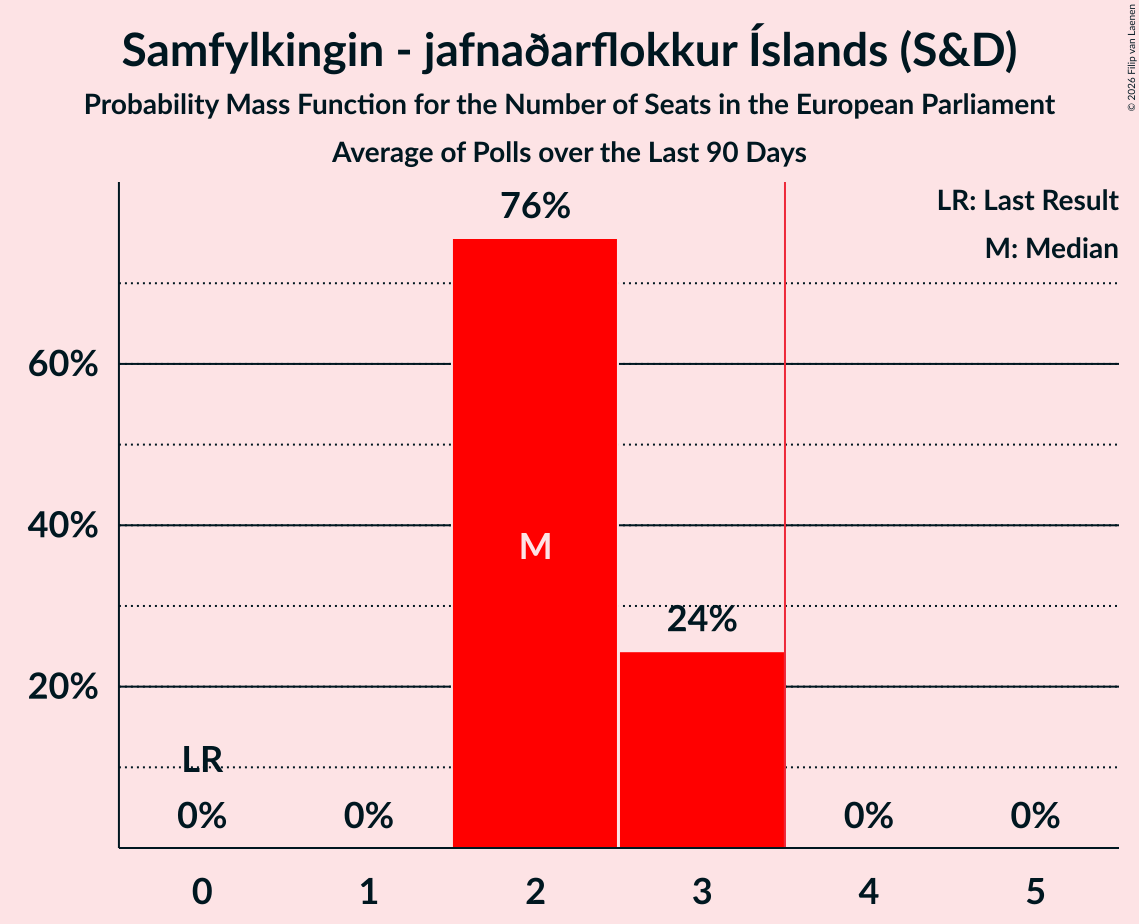 Samfylkingin - jafnaðarflokkur Íslands (S&D)
Probability Mass Function for the Number of Seats in the European Parliament
Average of Polls over the Last 90 Days
© 2026 Filip van Laenen
LR: Last Result
M: Median
76%
60%
40%
M
24%
20%
LR
0%
0%
0%
0%
0
1
2
3
4
5